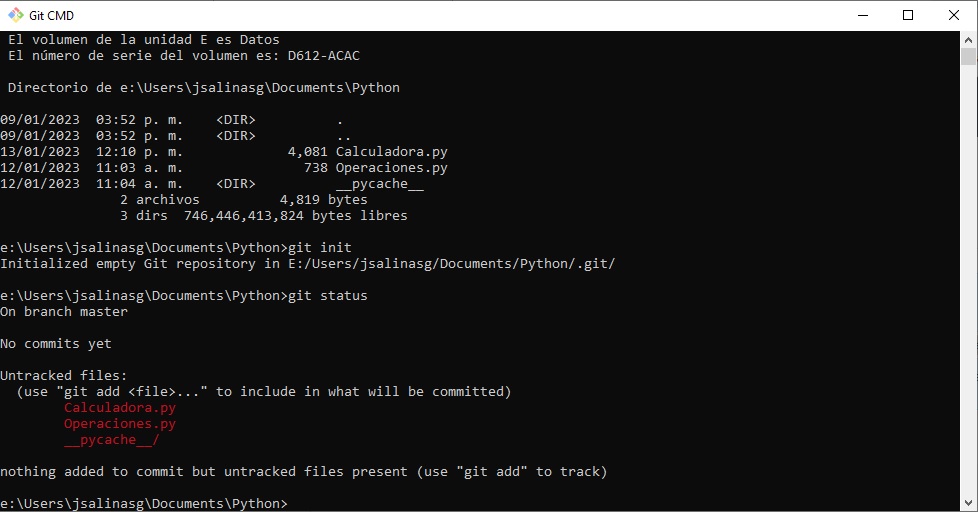 Git CMD
El volumen de la unidad E es Datos
El número de serie del volumen es: D612-ACAC
Directorio de e:\Users\jsalinasg\Documents\Python
09/01/2023  03:52 p. m.    <DIR>          .
09/01/2023  03:52 p. m.    <DIR>          ..
13/01/2023  12:10 p. m.             4,081 Calculadora.py
12/01/2023  11:03 a. m.               738 Operaciones.py
12/01/2023  11:04 a. m.    <DIR>          __pycache__
2 archivos          4,819 bytes
3 dirs  746,446,413,824 bytes libres
e:\Users\jsalinasg\Documents\Python>git init
Initialized empty Git repository in E:/Users/jsalinasg/Documents/Python/.git/
e:\Users\jsalinasg\Documents\Python>git status
On branch master
No commits yet
Untracked files:
(use "git add <file>..." to include in what will be committed)
Calculadora.py
Operaciones.py
__pycache__/
nothing added to commit but untracked files present (use "git add" to track)
e:\Users\jsalinasg\Documents\Python>